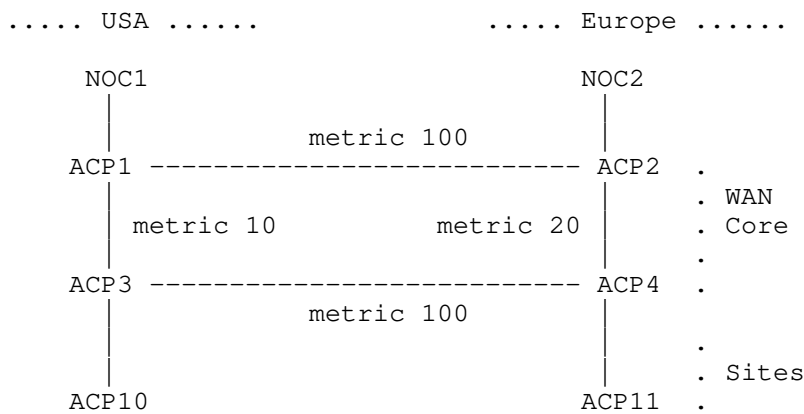 ..... USA ...... ..... Europe ......
NOC1 NOC2
metric 100
ACP1 --------------------------- ACP2 .
. WAN
metric 10 metric 20 . Core
.
ACP3 --------------------------- ACP4 .
metric 100
.
. Sites
ACP10 ACP11 .